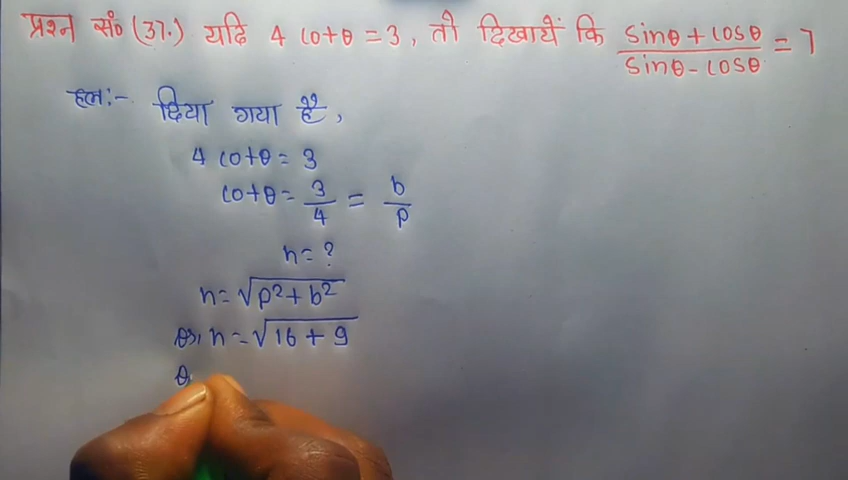 प्रश्न सं० (37.) यदि 4 cotθ = 3, तो दिखायें कि (sinθ + cosθ)/(sinθ - cosθ) = 7
हल:- दिया गया है,
4 cotθ = 3
cotθ = 3/4 = b/p
h = ?
h = √(p² + b²)
or, h = √(16 + 9)